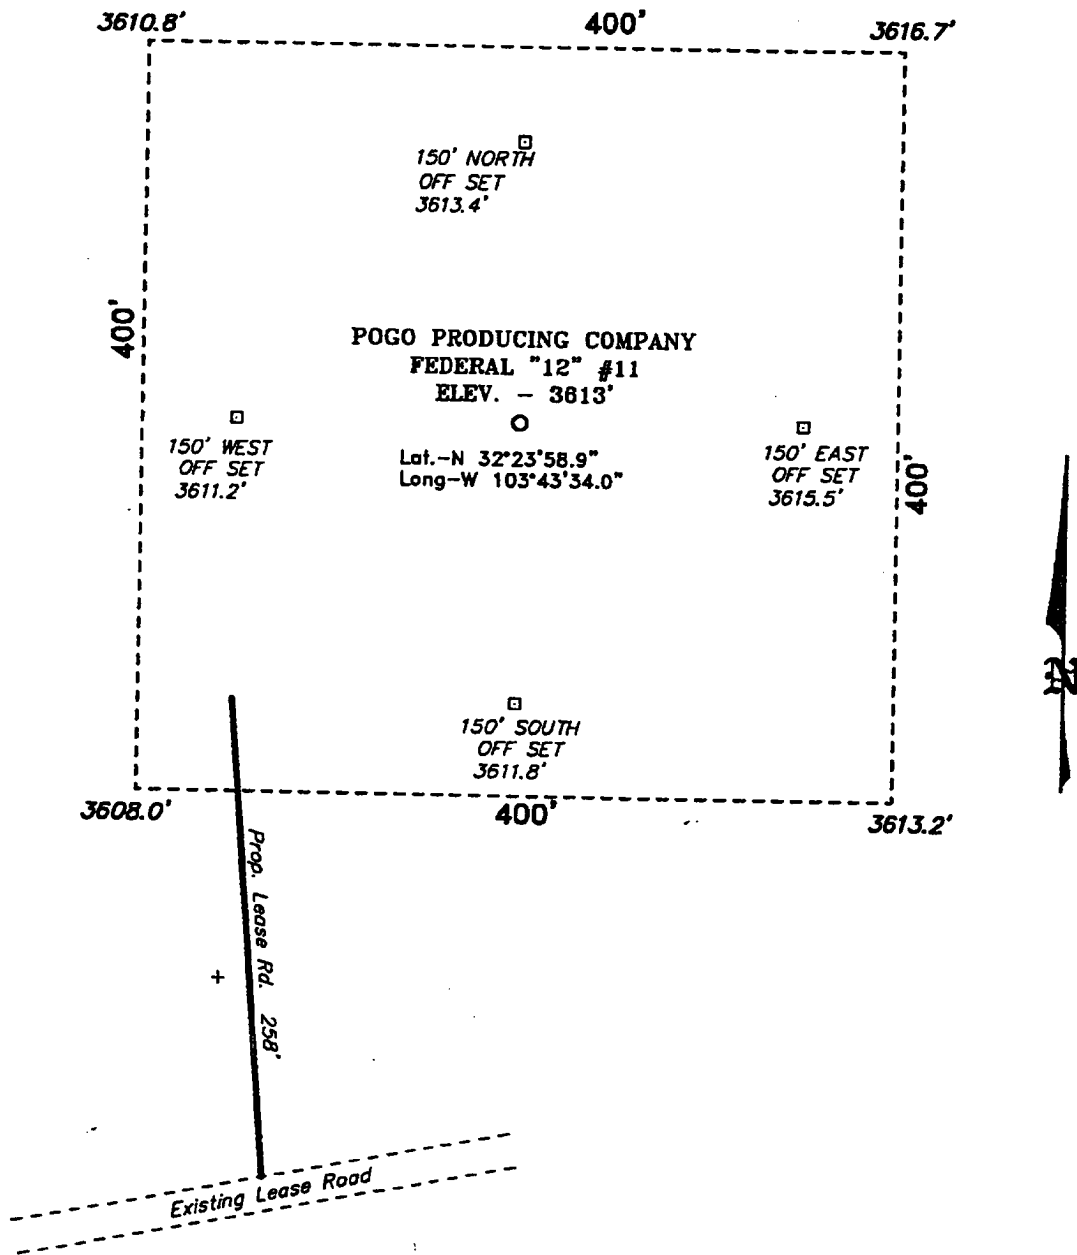 3610.8'
400'
3616.7'
150' NORTH
OFF SET
3613.4'
400'
POGO PRODUCING COMPANY
FEDERAL "12" #11
ELEV. - 3613'
150' WEST
OFF SET
3611.2'
Lat.-N 32°23'58.9"
Long-W 103°43'34.0"
150' EAST
OFF SET
3615.5'
400'
N
150' SOUTH
OFF SET
3611.8'
3608.0'
400'
3613.2'
Prop. Lease Rd. 258'
Existing Lease Road